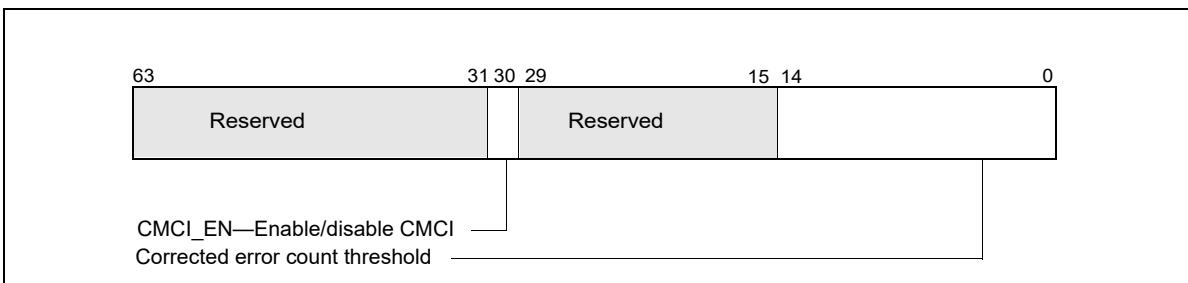 63 31 30 29 15 14 0
Reserved Reserved
CMCI_EN—Enable/disable CMCI
Corrected error count threshold